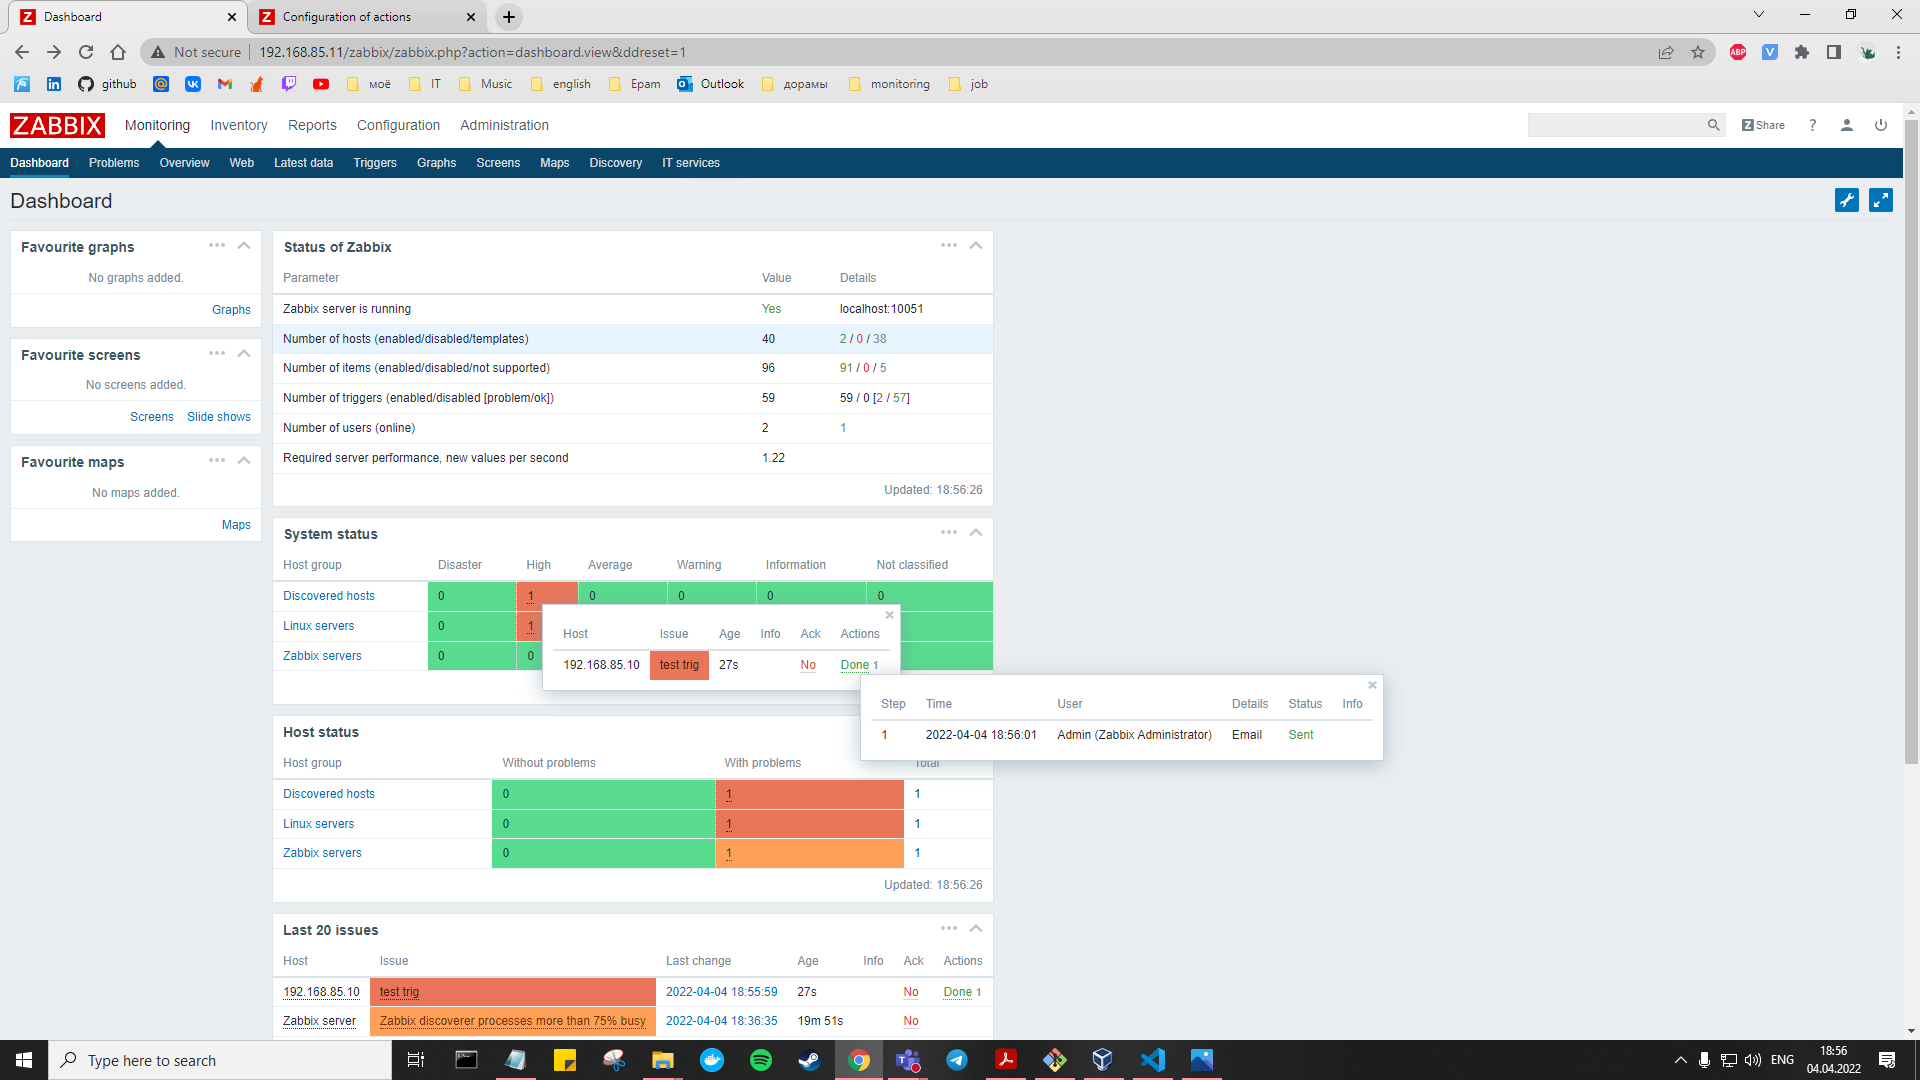 Dashboard
Configuration of actions
Not secure
192.168.85.11/zabbix/zabbix.php?action=dashboard.view&ddreset=1
github
моё
IT
Music
english
Epam
Outlook
дорамы
monitoring
job
ZABBIX
Monitoring
Inventory
Reports
Configuration
Administration
Z Share
?
Dashboard
Problems
Overview
Web
Latest data
Triggers
Graphs
Screens
Maps
Discovery
IT services
Dashboard
Favourite graphs
No graphs added.
Graphs
Favourite screens
No screens added.
Screens Slide shows
Favourite maps
No maps added.
Maps
Status of Zabbix
Parameter Value Details
Zabbix server is running Yes localhost:10051
Number of hosts (enabled/disabled/templates) 40 2 / 0 / 38
Number of items (enabled/disabled/not supported) 96 91 / 0 / 5
Number of triggers (enabled/disabled [problem/ok]) 59 59 / 0 [2 / 57]
Number of users (online) 2 1
Required server performance, new values per second 1.22
Updated: 18:56:26
System status
Host group Disaster High Average Warning Information Not classified
Discovered hosts 0 1 0 0 0 0
Linux servers 0 1
Zabbix servers 0 0
Host Issue Age Info Ack Actions
192.168.85.10 test trig 27s No Done 1
Step Time User Details Status Info
1 2022-04-04 18:56:01 Admin (Zabbix Administrator) Email Sent
Host status
Host group Without problems With problems Total
Discovered hosts 0 1 1
Linux servers 0 1 1
Zabbix servers 0 1 1
Updated: 18:56:26
Last 20 issues
Host Issue Last change Age Info Ack Actions
192.168.85.10 test trig 2022-04-04 18:55:59 27s No Done 1
Zabbix server Zabbix discoverer processes more than 75% busy 2022-04-04 18:36:35 19m 51s No
Type here to search
ENG
18:56
04.04.2022